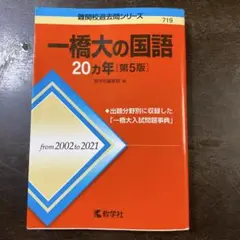 難関校過去問シリーズ
719
一橋大の国語
20カ年[第5版]
教学社編集部 編
●出題分野別に収録した
「一橋大入試問題事典」
from 2002 to 2021
教学社